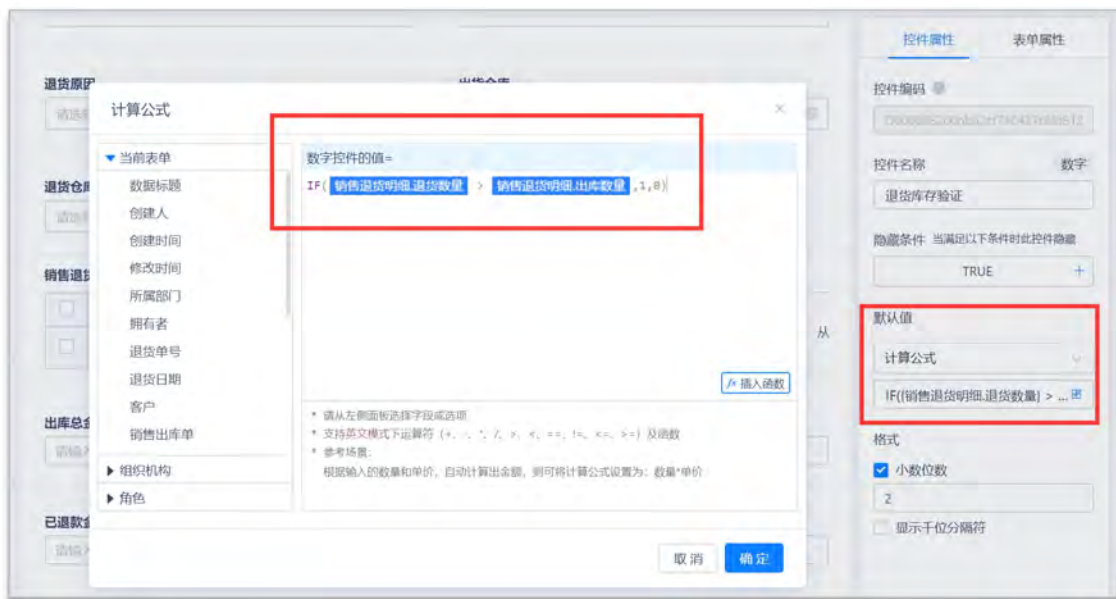 控件属性 表单属性
退货原因
控件编码
计算公式
当前表单
数字控件的值=
控件名称 数字
退货仓库
数据标题
IF( 销售退货明细.退货数量 > 销售退货明细.出库数量 ,1,0)
退货库存验证
创建人
创建时间
隐藏条件 当满足以下条件时此控件隐藏
修改时间
TRUE +
销售退货
所属部门
默认值
拥有者
从
退货单号
计算公式
退货日期
fx 插入函数
IF({销售退货明细.退货数量} > ...
客户
* 请从左侧面板选择字段或选项
出库总金
销售出库单
* 支持英文模式下运算符 (+、-、*、/、>、<、==、!=、<=、>=) 及函数
格式
* 参考场景:
组织机构
根据输入的数量和单价，自动计算出金额，则可将计算公式设置为：数量*单价
小数位数
角色
2
已退款金
显示千位分隔符
取消 确定